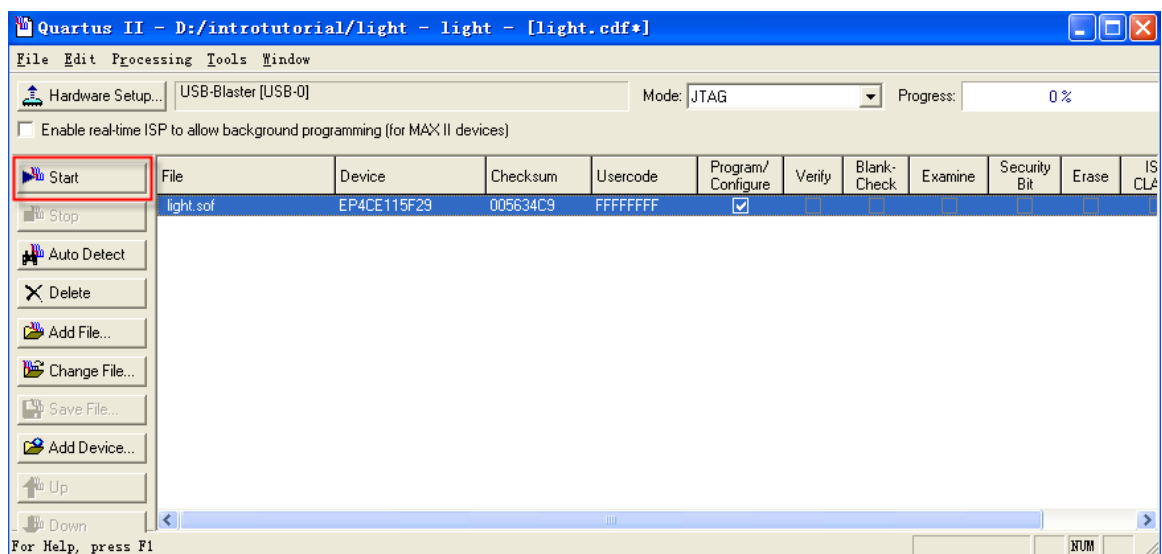 Quartus II - D:/introtutorial/light - light - [light.cdf*]
File Edit Processing Tools Window
Hardware Setup... USB-Blaster [USB-0] Mode: JTAG Progress: 0 %
Enable real-time ISP to allow background programming (for MAX II devices)
Start File Device Checksum Usercode Program/ Configure Verify Blank- Check Examine Security Bit Erase IS CLA
light.sof EP4CE115F29 005634C9 FFFFFFFF
Stop
Auto Detect
Delete
Add File...
Change File...
Save File...
Add Device...
Up
Down
For Help, press F1 NUM